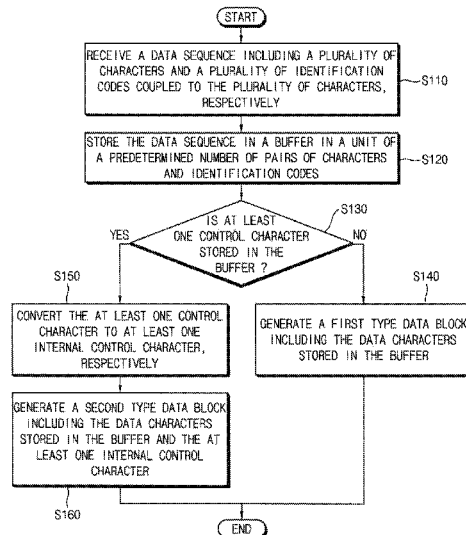 START
RECEIVE A DATA SEQUENCE INCLUDING A PLURALITY OF
CHARACTERS AND A PLURALITY OF IDENTIFICATION
CODES COUPLED TO THE PLURALITY OF CHARACTERS,
RESPECTIVELY
S110
STORE THE DATA SEQUENCE IN A BUFFER IN A UNIT OF
A PREDETERMINED NUMBER OF PAIRS OF CHARACTERS
AND IDENTIFICATION CODES
S120
IS AT LEAST
ONE CONTROL CHARACTER
STORED IN THE
BUFFER ?
S130
YES
NO
S150
CONVERT THE AT LEAST ONE CONTROL
CHARACTER TO AT LEAST ONE
INTERNAL CONTROL CHARACTER,
RESPECTIVELY
S140
GENERATE A FIRST TYPE DATA BLOCK
INCLUDING THE DATA CHARACTERS
STORED IN THE BUFFER
GENERATE A SECOND TYPE DATA BLOCK
INCLUDING THE DATA CHARACTERS
STORED IN THE BUFFER AND THE AT
LEAST ONE INTERNAL CONTROL
CHARACTER
S160
END